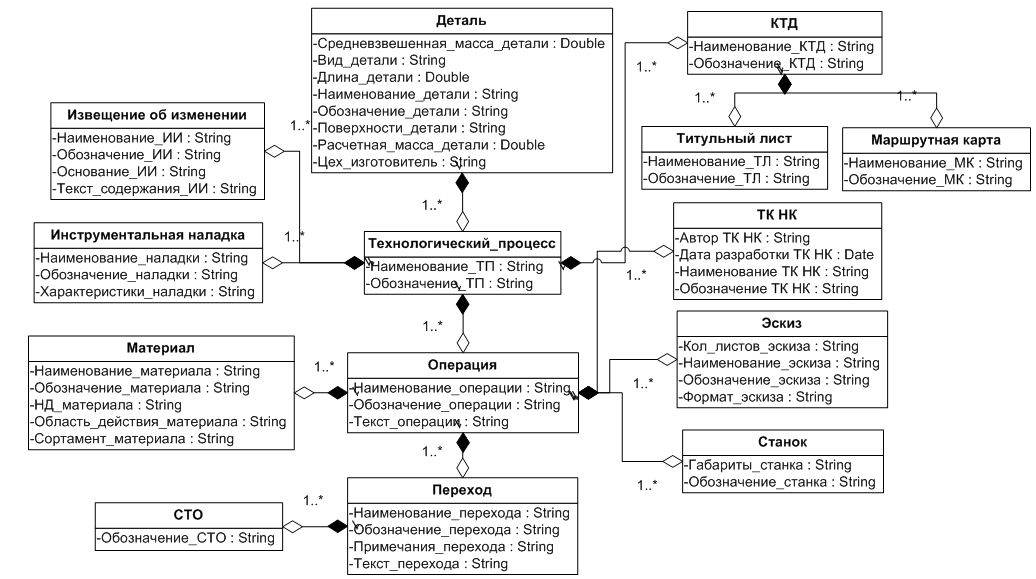 Деталь
-Средневзвешенная_масса_детали : Double
-Вид_детали : String
-Длина_детали : Double
-Наименование_детали : String
-Обозначение_детали : String
-Поверхности_детали : String
-Расчетная_масса_детали : Double
-Цех_изготовитель : String
КТД
-Наименование_КТД : String
-Обозначение_КТД : String
1..*
1..*
1..*
Титульный лист
-Наименование_ТЛ : String
-Обозначение_ТЛ : String
Маршрутная карта
-Наименование_МК : String
-Обозначение_МК : String
Извещение об изменении
-Наименование_ИИ : String
-Обозначение_ИИ : String
-Основание_ИИ : String
-Текст_содержания_ИИ : String
1..*
1..*
Инструментальная наладка
-Наименование_наладки : String
-Обозначение_наладки : String
-Характеристики_наладки : String
1..*
Технологический_процесс
-Наименование_ТП : String
-Обозначение_ТП : String
ТК НК
-Автор ТК НК : String
-Дата разработки ТК НК : Date
-Наименование ТК НК : String
-Обозначение ТК НК : String
1..*
1..*
Эскиз
-Кол_листов_эскиза : String
-Наименование_эскиза : String
-Обозначение_эскиза : String
-Формат_эскиза : String
1..*
Материал
-Наименование_материала : String
-Обозначение_материала : String
-НД_материала : String
-Область_действия_материала : String
-Сортамент_материала : String
1..*
Операция
-Наименование_операции : String
-Обозначение_операции : String
-Текст_операции : String
Станок
-Габариты_станка : String
-Обозначение_станка : String
1..*
1..*
Переход
-Наименование_перехода : String
-Обозначение_перехода : String
-Примечания_перехода : String
-Текст_перехода : String
СТО
-Обозначение_СТО : String
1..*